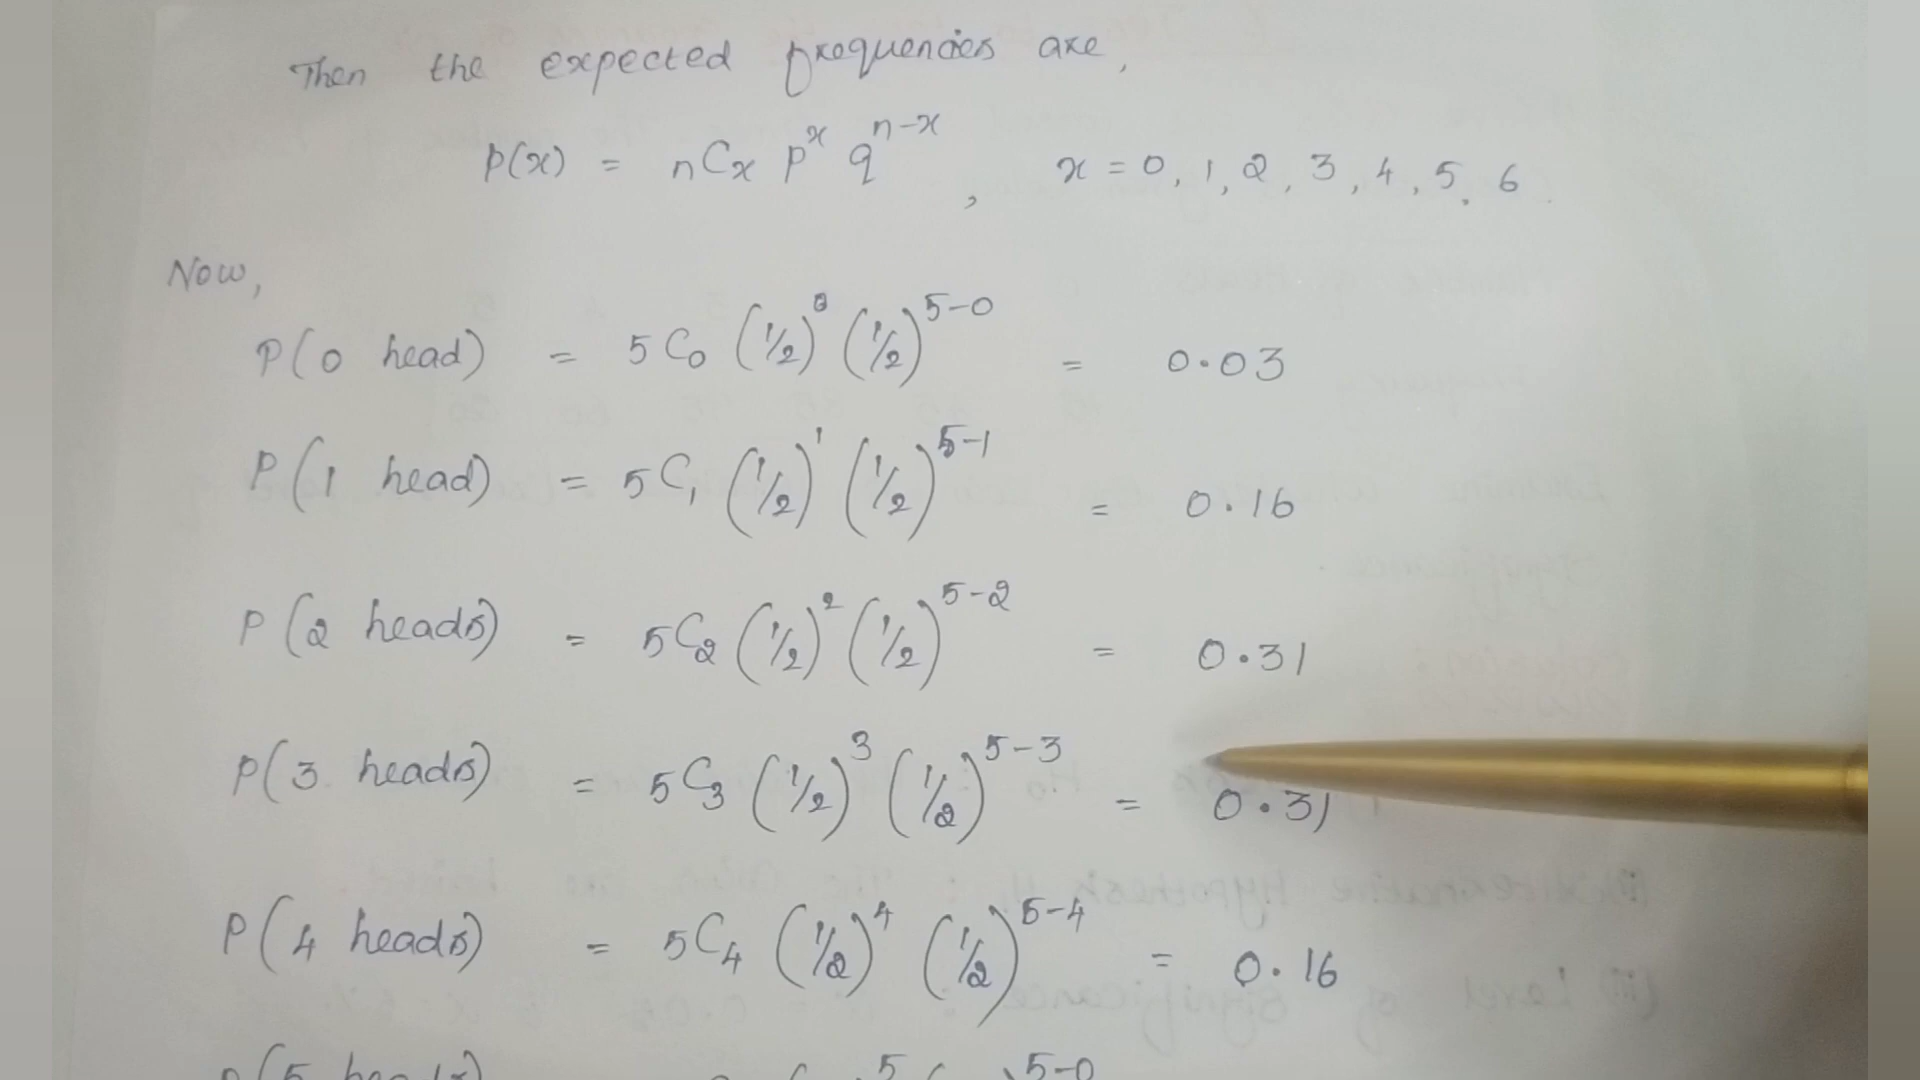 Then the expected frequencies are,
p(x) = nCx p^x q^n-x , x = 0, 1, 2, 3, 4, 5, 6
Now,
P(0 head) = 5C0 (1/2)^0 (1/2)^5-0 = 0.03
P(1 head) = 5C1 (1/2)^1 (1/2)^5-1 = 0.16
P(2 heads) = 5C2 (1/2)^2 (1/2)^5-2 = 0.31
P(3 heads) = 5C3 (1/2)^3 (1/2)^5-3 = 0.31
P(4 heads) = 5C4 (1/2)^4 (1/2)^5-4 = 0.16